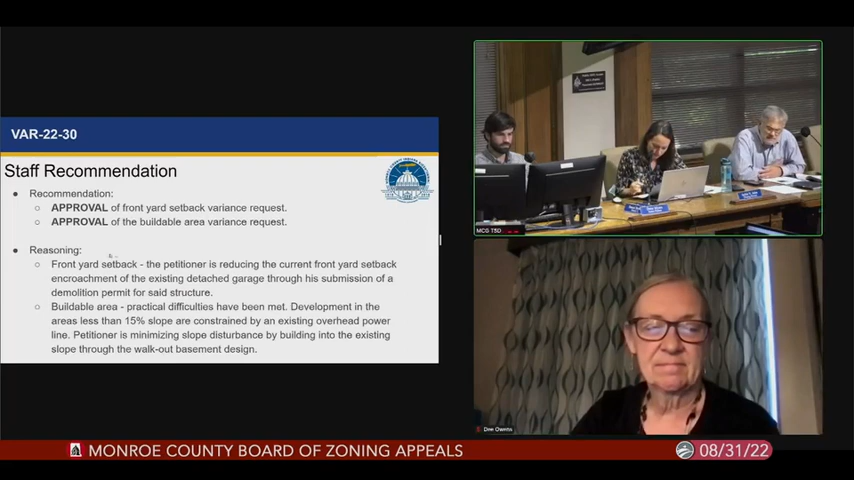 VAR-22-30
Staff Recommendation
● Recommendation:
○ APPROVAL of front yard setback variance request.
○ APPROVAL of the buildable area variance request.
● Reasoning:
○ Front yard setback - the petitioner is reducing the current front yard setback
encroachment of the existing detached garage through his submission of a
demolition permit for said structure.
○ Buildable area - practical difficulties have been met. Development in the
areas less than 15% slope are constrained by an existing overhead power
line. Petitioner is minimizing slope disturbance by building into the existing
slope through the walk-out basement design.
MCG T5D
Dee Owens
MONROE COUNTY BOARD OF ZONING APPEALS
08/31/22